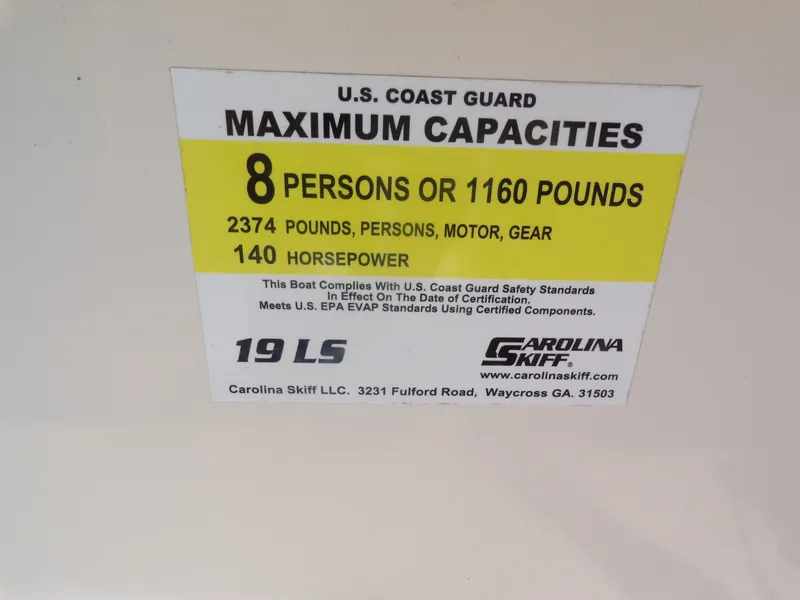 U.S. COAST GUARD
MAXIMUM CAPACITIES
8 PERSONS OR 1160 POUNDS
2374 POUNDS, PERSONS, MOTOR, GEAR
140 HORSEPOWER
This Boat Complies With U.S. Coast Guard Safety Standards
In Effect On The Date of Certification.
Meets U.S. EPA EVAP Standards Using Certified Components.
19 LS
CAROLINA
SKIFF®
www.carolinaskiff.com
Carolina Skiff LLC. 3231 Fulford Road, Waycross GA. 31503